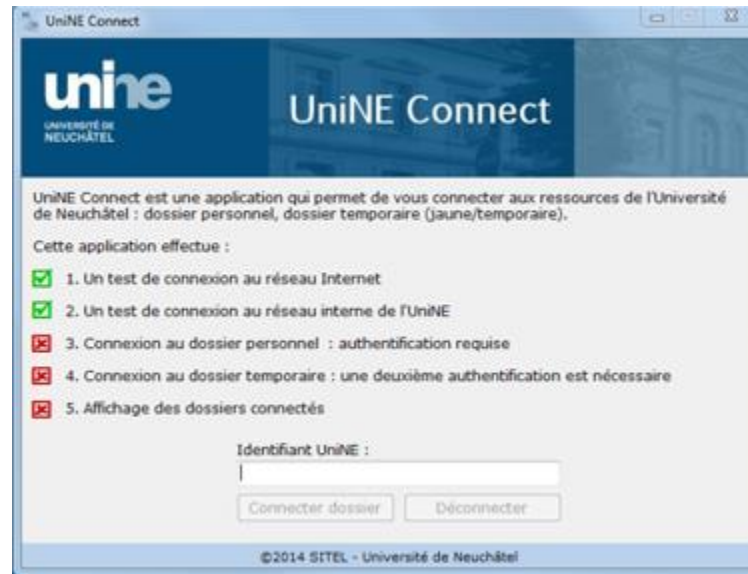 UniNE Connect
unine
UNIVERSITÉ DE
NEUCHÂTEL
UniNE Connect
UniNE Connect est une application qui permet de vous connecter aux ressources de l'Université
de Neuchâtel : dossier personnel, dossier temporaire (jaune/temporaire).
Cette application effectue :
1. Un test de connexion au réseau Internet
2. Un test de connexion au réseau interne de l'UniNE
3. Connexion au dossier personnel : authentification requise
4. Connexion au dossier temporaire : une deuxième authentification est nécessaire
5. Affichage des dossiers connectés
Identifiant UniNE :
Connecter dossier
Déconnecter
©2014 SITEL - Université de Neuchâtel